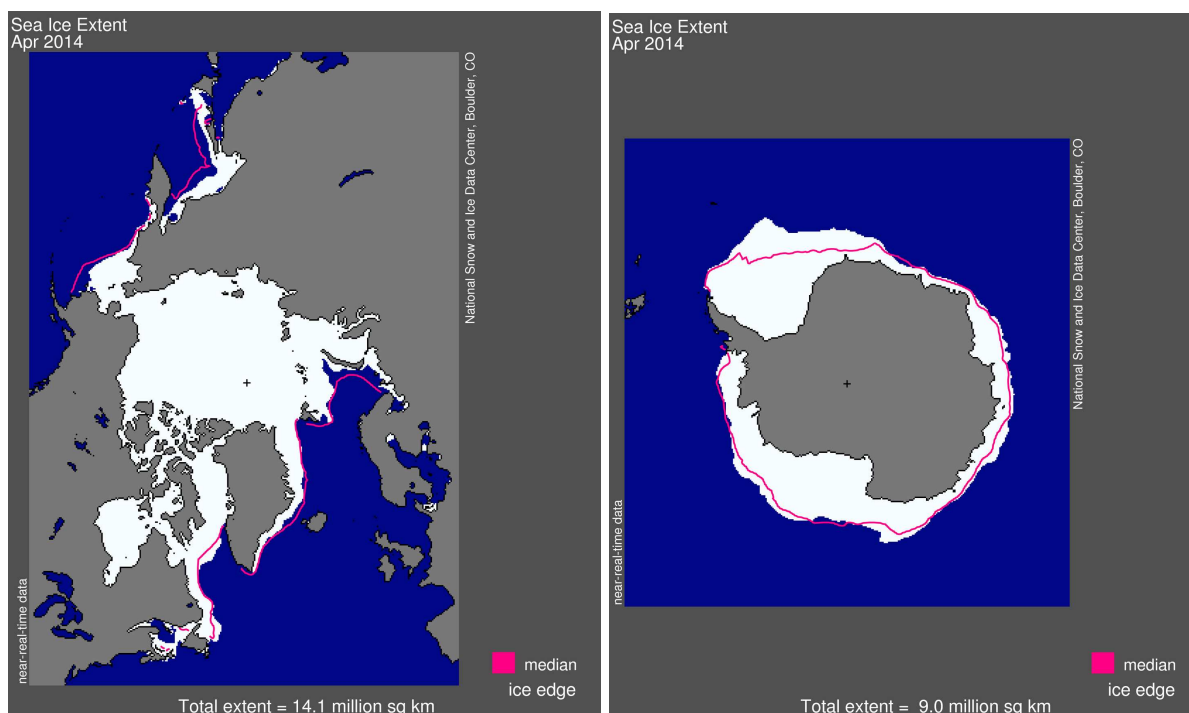 Sea Ice Extent
Apr 2014
National Snow and Ice Data Center, Boulder, CO
near-real-time data
median
ice edge
Total extent = 14.1 million sq km
Sea Ice Extent
Apr 2014
National Snow and Ice Data Center, Boulder, CO
near-real-time data
median
ice edge
Total extent = 9.0 million sq km